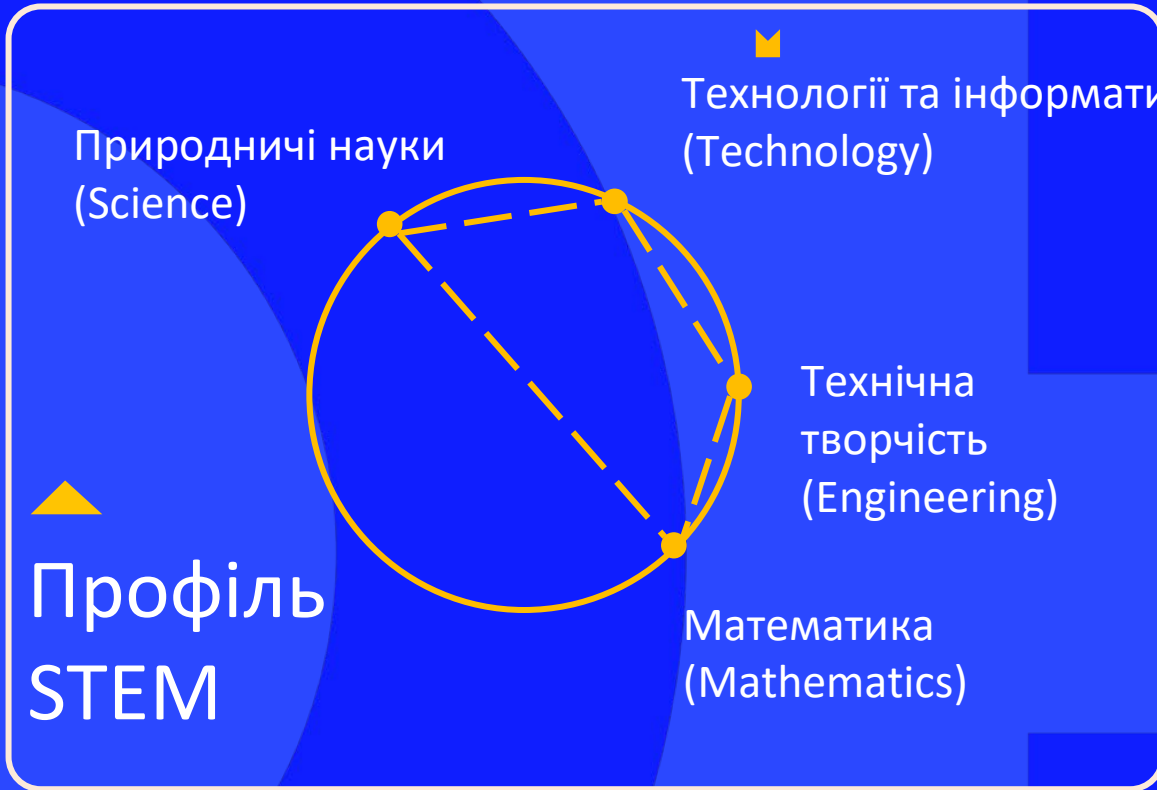 Природничі науки
(Science)
Технології та інформати
(Technology)
Технічна
творчість
(Engineering)
Математика
(Mathematics)
Профіль
STEM